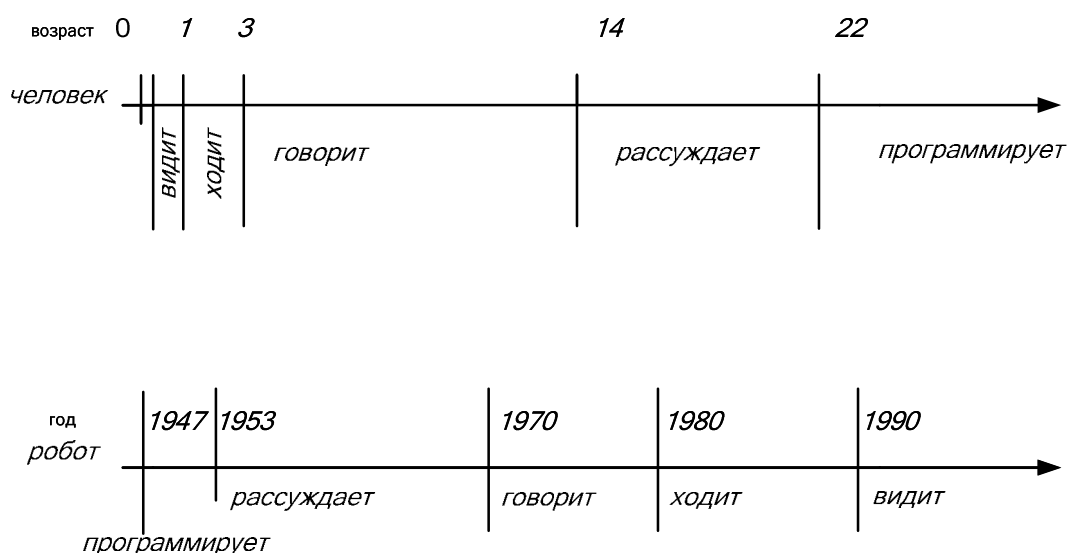 возраст 0 1 3 14 22
человек
видит ходит говорит рассуждает программирует
год 1947 1953 1970 1980 1990
робот
рассуждает говорит ходит видит
программирует